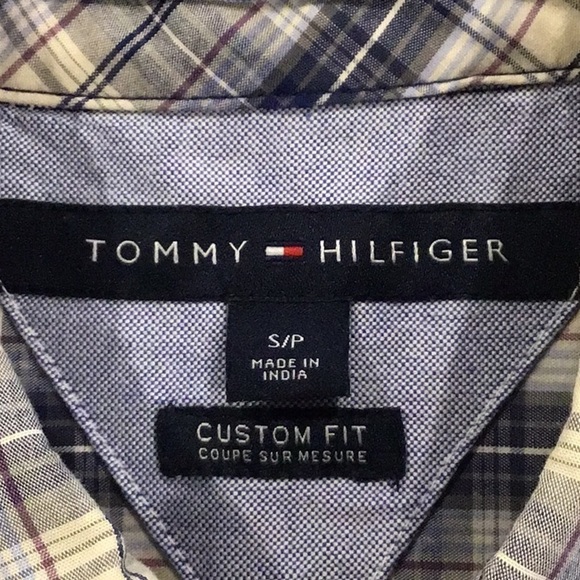 TOMMY HILFIGER
S/P
MADE IN
INDIA
CUSTOM FIT
COUPE SUR MESURE